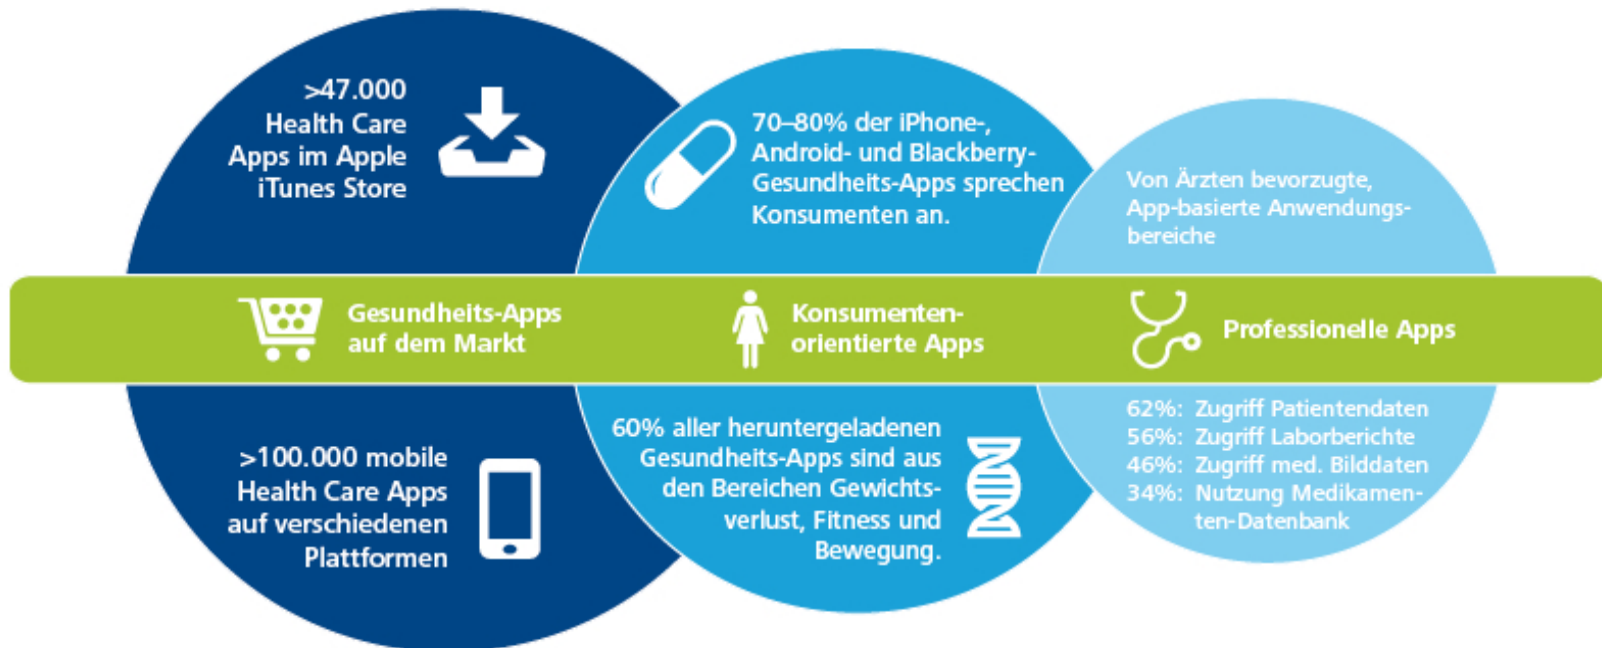 >47.000
Health Care
Apps im Apple
iTunes Store
70–80% der iPhone-,
Android- und Blackberry-
Gesundheits-Apps sprechen
Konsumenten an.
Von Ärzten bevorzugte,
App-basierte Anwendungs-
bereiche
Gesundheits-Apps
auf dem Markt
Konsumenten-
orientierte Apps
Professionelle Apps
>100.000 mobile
Health Care Apps
auf verschiedenen
Plattformen
60% aller heruntergeladenen
Gesundheits-Apps sind aus
den Bereichen Gewichts-
verlust, Fitness und
Bewegung.
62%: Zugriff Patientendaten
56%: Zugriff Laborberichte
46%: Zugriff med. Bilddaten
34%: Nutzung Medikamen-
ten-Datenbank